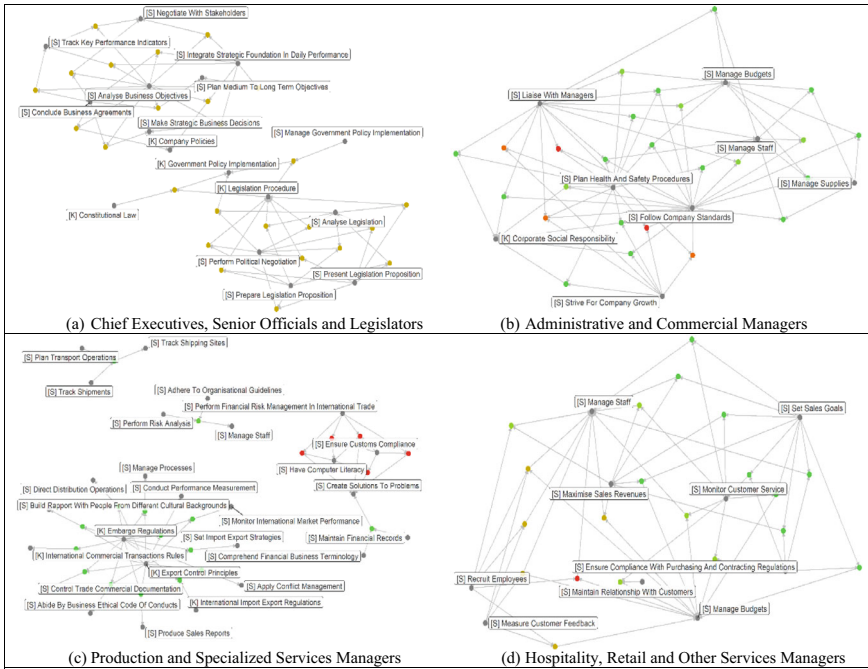 [S] Negotiate With Stakeholders
[S] Track Key Performance Indicators
[S] Integrate Strategic Foundation In Daily Performance
[S] Plan Medium To Long Term Objectives
[S] Analyse Business Objectives
[S] Conclude Business Agreements
[S] Make Strategic Business Decisions
[S] Manage Government Policy Implementation
[K] Company Policies
[K] Government Policy Implementation
[K] Legislation Procedure
[K] Constitutional Law
[S] Analyse Legislation
[S] Perform Political Negotiation
[S] Present Legislation Proposition
[S] Prepare Legislation Proposition
(a) Chief Executives, Senior Officials and Legislators
[S] Manage Budgets
[S] Liaise With Managers
[S] Manage Staff
[S] Plan Health And Safety Procedures
[S] Manage Supplies
[S] Follow Company Standards
[K] Corporate Social Responsibility
[S] Strive For Company Growth
(b) Administrative and Commercial Managers
[S] Track Shipping Sites
[S] Plan Transport Operations
[S] Track Shipments
[S] Adhere To Organisational Guidelines
[S] Perform Financial Risk Management In International Trade
[S] Perform Risk Analysis
[S] Manage Staff
[S] Ensure Customs Compliance
[S] Have Computer Literacy
[S] Manage Processes
[S] Create Solutions To Problems
[S] Direct Distribution Operations
[S] Conduct Performance Measurement
[S] Build Rapport With People From Different Cultural Backgrounds
[S] Monitor International Market Performance
[K] Embargo Regulations
[S] Set Import Export Strategies
[S] Maintain Financial Records
[K] International Commercial Transactions Rules
[S] Comprehend Financial Business Terminology
[K] Export Control Principles
[S] Control Trade Commercial Documentation
[S] Apply Conflict Management
[S] Abide By Business Ethical Code Of Conducts
[K] International Import Export Regulations
[S] Produce Sales Reports
(c) Production and Specialized Services Managers
[S] Manage Staff
[S] Set Sales Goals
[S] Maximise Sales Revenues
[S] Monitor Customer Service
[S] Ensure Compliance With Purchasing And Contracting Regulations
[S] Recruit Employees
[S] Maintain Relationship With Customers
[S] Manage Budgets
[S] Measure Customer Feedback
(d) Hospitality, Retail and Other Services Managers